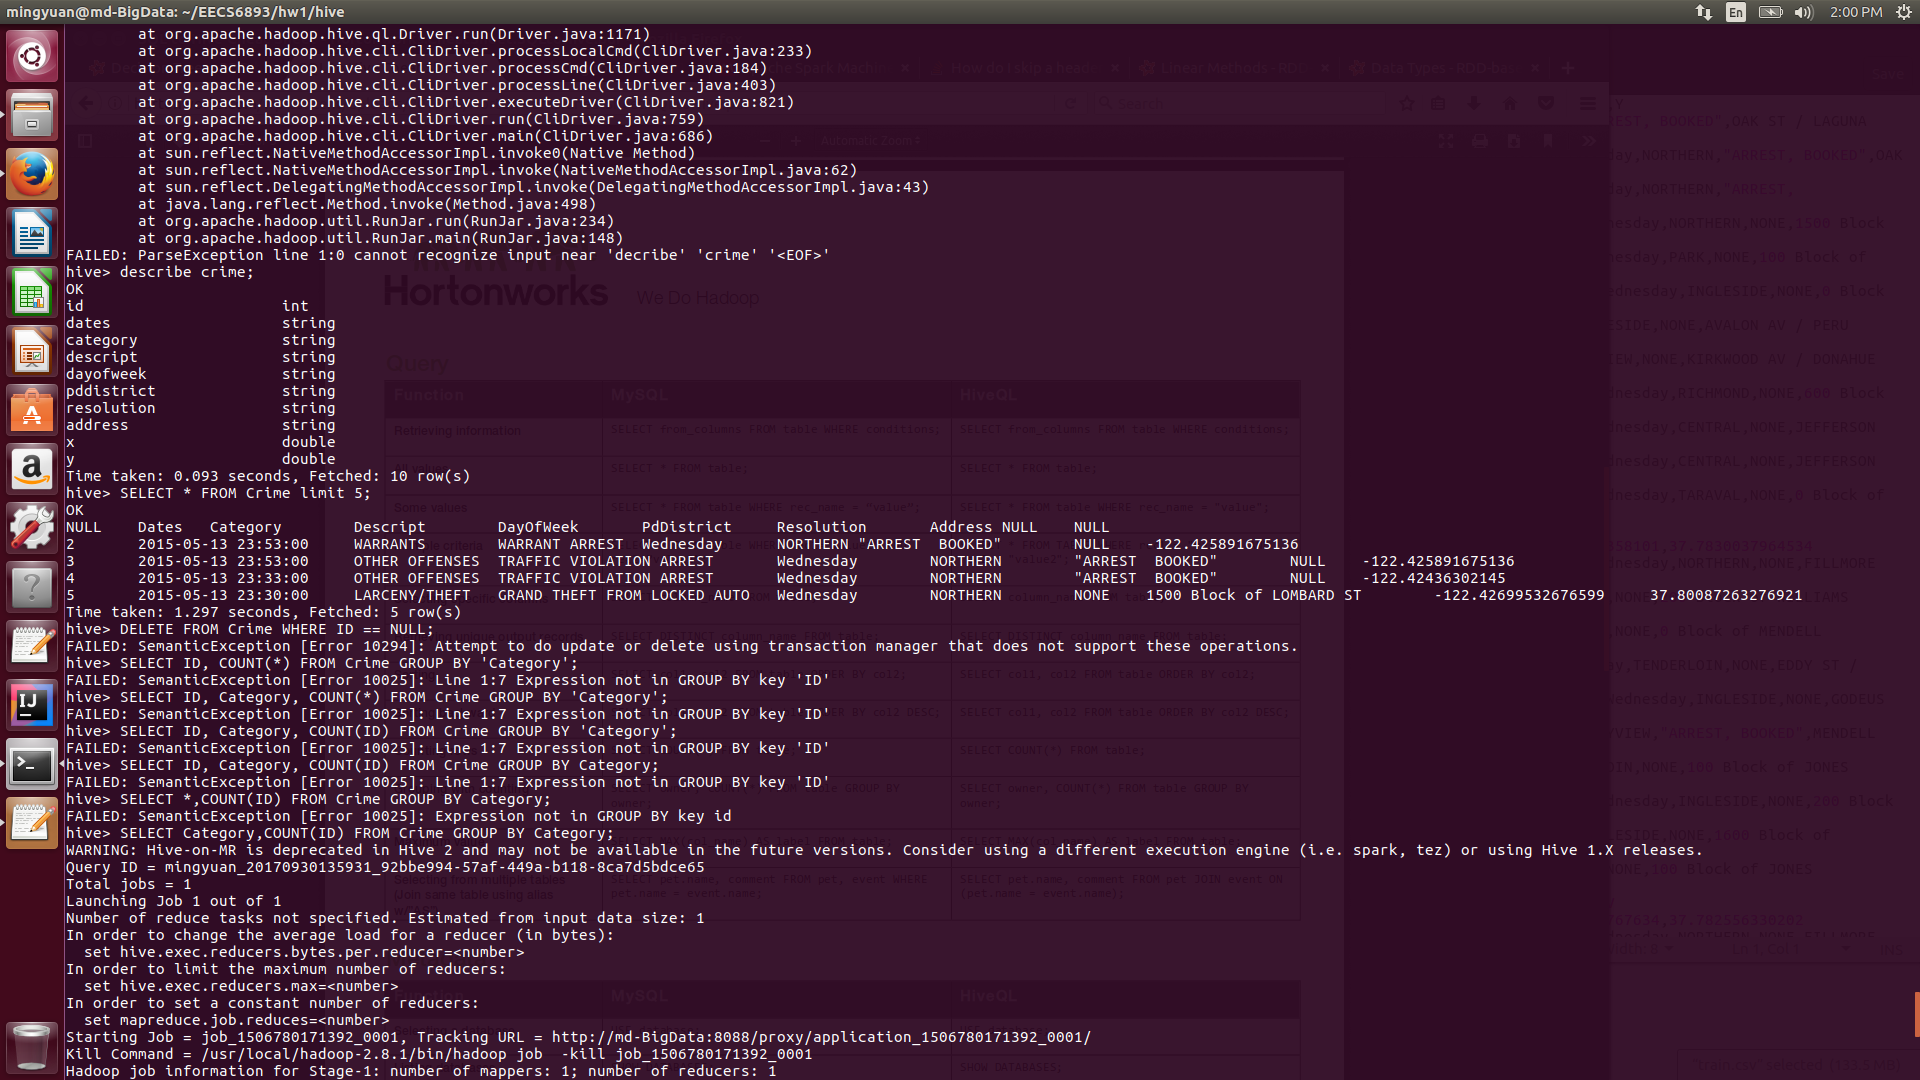 mingyuan@md-BigData: ~/EECS6893/hw1/hive
En
2:00 PM
at org.apache.hadoop.hive.ql.Driver.run(Driver.java:1171)
at org.apache.hadoop.hive.cli.CliDriver.processLocalCmd(CliDriver.java:233)
at org.apache.hadoop.hive.cli.CliDriver.processCmd(CliDriver.java:184)
at org.apache.hadoop.hive.cli.CliDriver.processLine(CliDriver.java:403)
at org.apache.hadoop.hive.cli.CliDriver.executeDriver(CliDriver.java:821)
at org.apache.hadoop.hive.cli.CliDriver.run(CliDriver.java:759)
at org.apache.hadoop.hive.cli.CliDriver.main(CliDriver.java:686)
at sun.reflect.NativeMethodAccessorImpl.invoke0(Native Method)
at sun.reflect.NativeMethodAccessorImpl.invoke(NativeMethodAccessorImpl.java:62)
at sun.reflect.DelegatingMethodAccessorImpl.invoke(DelegatingMethodAccessorImpl.java:43)
at java.lang.reflect.Method.invoke(Method.java:498)
at org.apache.hadoop.util.RunJar.run(RunJar.java:234)
at org.apache.hadoop.util.RunJar.main(RunJar.java:148)
FAILED: ParseException line 1:0 cannot recognize input near 'decribe' 'crime' '<EOF>'
hive> describe crime;
OK
id int
dates string
category string
descript string
dayofweek string
pddistrict string
resolution string
address string
x double
y double
Time taken: 0.093 seconds, Fetched: 10 row(s)
hive> SELECT * FROM Crime limit 5;
OK
NULL Dates Category Descript DayOfWeek PdDistrict Resolution Address NULL NULL
2 2015-05-13 23:53:00 WARRANTS WARRANT ARREST Wednesday NORTHERN "ARREST BOOKED" NULL -122.425891675136
3 2015-05-13 23:53:00 OTHER OFFENSES TRAFFIC VIOLATION ARREST Wednesday NORTHERN "ARREST BOOKED" NULL -122.425891675136
4 2015-05-13 23:33:00 OTHER OFFENSES TRAFFIC VIOLATION ARREST Wednesday NORTHERN "ARREST BOOKED" NULL -122.42436302145
5 2015-05-13 23:30:00 LARCENY/THEFT GRAND THEFT FROM LOCKED AUTO Wednesday NORTHERN NONE 1500 Block of LOMBARD ST -122.42699532676599 37.80087263276921
Time taken: 1.297 seconds, Fetched: 5 row(s)
hive> DELETE FROM Crime WHERE ID == NULL;
FAILED: SemanticException [Error 10294]: Attempt to do update or delete using transaction manager that does not support these operations.
hive> SELECT ID, COUNT(*) FROM Crime GROUP BY 'Category';
FAILED: SemanticException [Error 10025]: Line 1:7 Expression not in GROUP BY key 'ID'
hive> SELECT ID, Category, COUNT(*) FROM Crime GROUP BY 'Category';
FAILED: SemanticException [Error 10025]: Line 1:7 Expression not in GROUP BY key 'ID'
hive> SELECT ID, Category, COUNT(ID) FROM Crime GROUP BY 'Category';
FAILED: SemanticException [Error 10025]: Line 1:7 Expression not in GROUP BY key 'ID'
hive> SELECT ID, Category, COUNT(ID) FROM Crime GROUP BY Category;
FAILED: SemanticException [Error 10025]: Line 1:7 Expression not in GROUP BY key 'ID'
hive> SELECT *,COUNT(ID) FROM Crime GROUP BY Category;
FAILED: SemanticException [Error 10025]: Expression not in GROUP BY key id
hive> SELECT Category,COUNT(ID) FROM Crime GROUP BY Category;
WARNING: Hive-on-MR is deprecated in Hive 2 and may not be available in the future versions. Consider using a different execution engine (i.e. spark, tez) or using Hive 1.X releases.
Query ID = mingyuan_20170930135931_92bbe994-57af-449a-b118-8ca7d5bdce65
Total jobs = 1
Launching Job 1 out of 1
Number of reduce tasks not specified. Estimated from input data size: 1
In order to change the average load for a reducer (in bytes):
set hive.exec.reducers.bytes.per.reducer=<number>
In order to limit the maximum number of reducers:
set hive.exec.reducers.max=<number>
In order to set a constant number of reducers:
set mapreduce.job.reduces=<number>
Starting Job = job_1506780171392_0001, Tracking URL = http://md-BigData:8088/proxy/application_1506780171392_0001/
Kill Command = /usr/local/hadoop-2.8.1/bin/hadoop job  -kill job_1506780171392_0001
Hadoop job information for Stage-1: number of mappers: 1; number of reducers: 1
Hortonworks
We Do Hadoop
Query
Function MySQL HiveQL